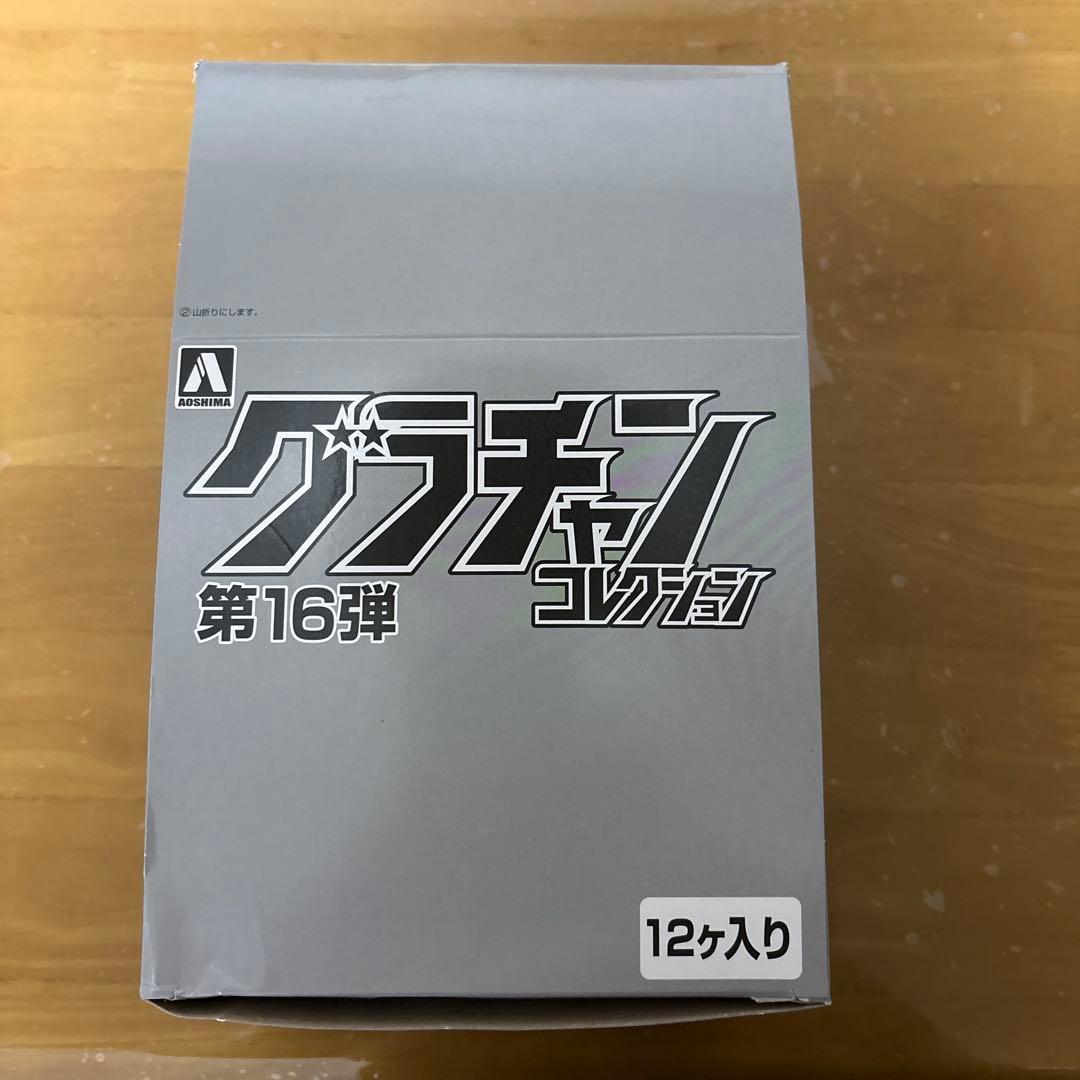 ②山折りにします。
AOSHIMA
グラチャン
コレクション
第16弾
12ヶ入り